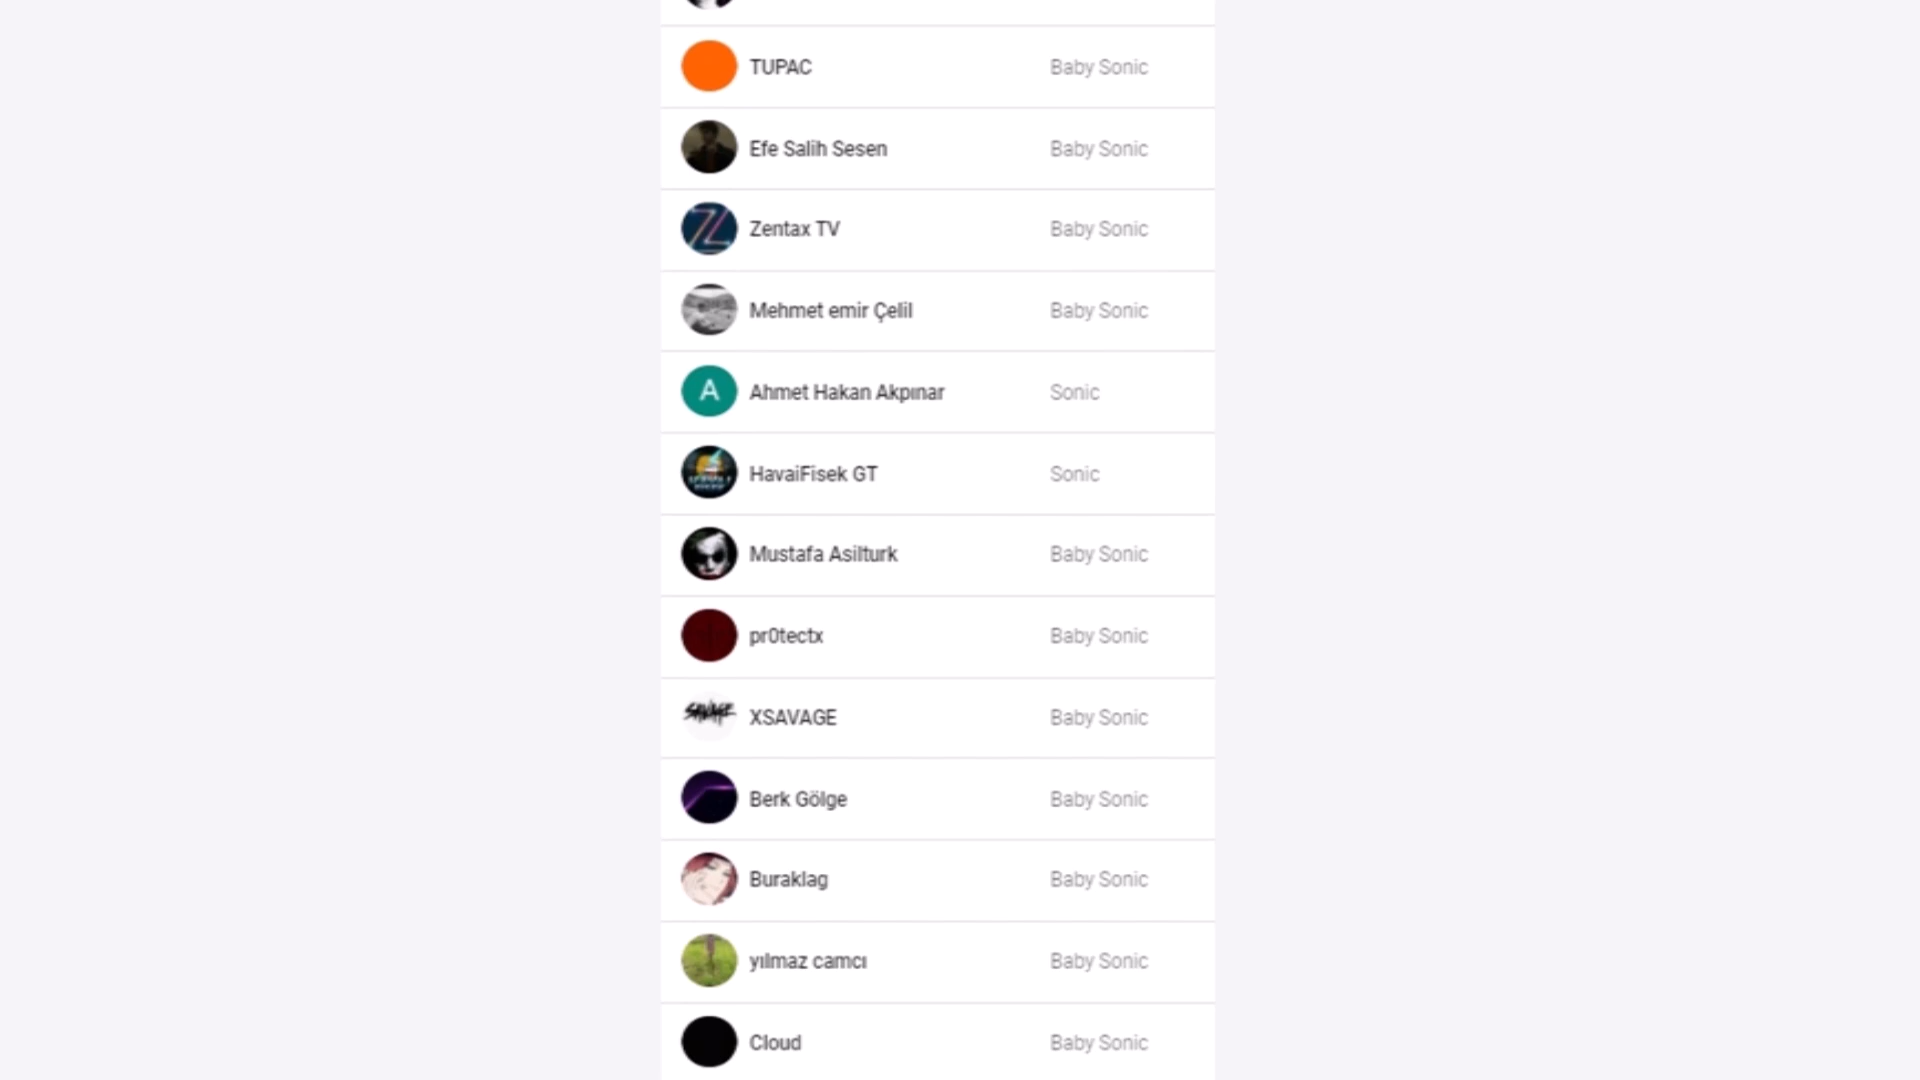 TUPAC Baby Sonic
Efe Salih Sesen Baby Sonic
Zentax TV Baby Sonic
Mehmet emir Çelil Baby Sonic
A Ahmet Hakan Akpınar Sonic
HavaiFisek GT Sonic
Mustafa Asilturk Baby Sonic
pr0tectx Baby Sonic
SAVAGE XSAVAGE Baby Sonic
Berk Gölge Baby Sonic
Buraklag Baby Sonic
yılmaz camcı Baby Sonic
Cloud Baby Sonic